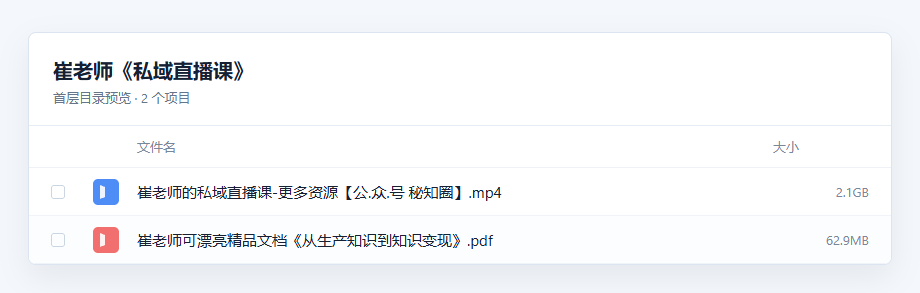 崔老师《私域直播课》
首层目录预览 · 2 个项目
文件名 大小
崔老师的私域直播课-更多资源【公.众.号 秘知圈】.mp4 2.1GB
崔老师可漂亮精品文档《从生产知识到知识变现》.pdf 62.9MB